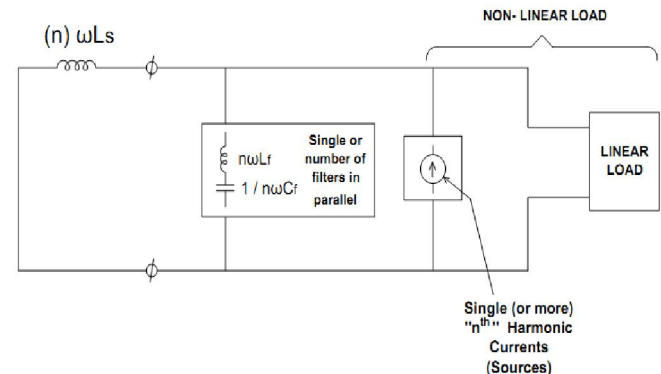 NON- LINEAR LOAD
(n) ωLs
nωLf
1 / nωCf
Single or
number of
filters in
parallel
LINEAR
LOAD
Single (or more)
"nth" Harmonic
Currents
(Sources)